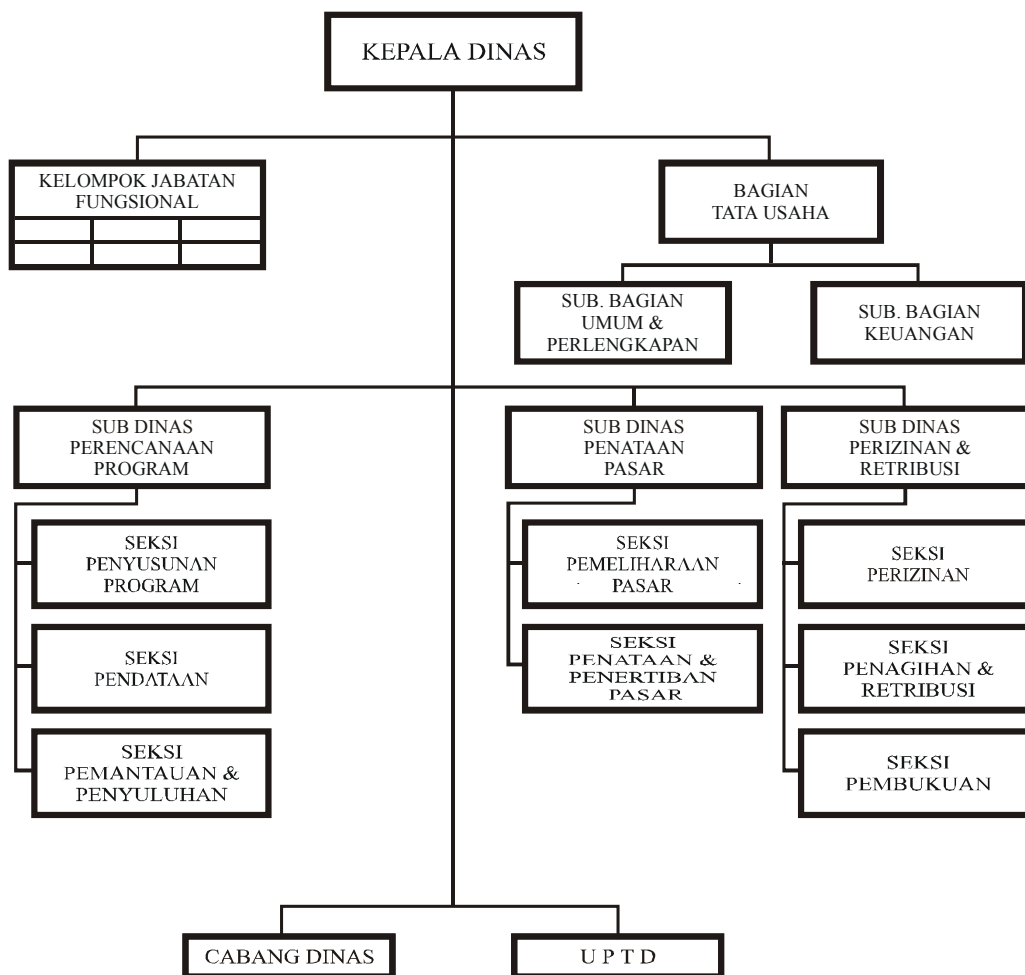 KEPALA DINAS
KELOMPOK JABATAN
FUNGSIONAL
BAGIAN
TATA USAHA
SUB. BAGIAN
UMUM &
PERLENGKAPAN
SUB. BAGIAN
KEUANGAN
SUB DINAS
PERENCANAAN
PROGRAM
SUB DINAS
PENATAAN
PASAR
SUB DINAS
PERIZINAN &
RETRIBUSI
SEKSI
PENYUSUNAN
PROGRAM
SEKSI
PEMELIHARAAN
PASAR
SEKSI
PERIZINAN
SEKSI
PENDATAAN
SEKSI
PENATAAN &
PENERTIBAN
PASAR
SEKSI
PENAGIHAN &
RETRIBUSI
SEKSI
PEMANTAUAN &
PENYULUHAN
SEKSI
PEMBUKUAN
CABANG DINAS
U P T D